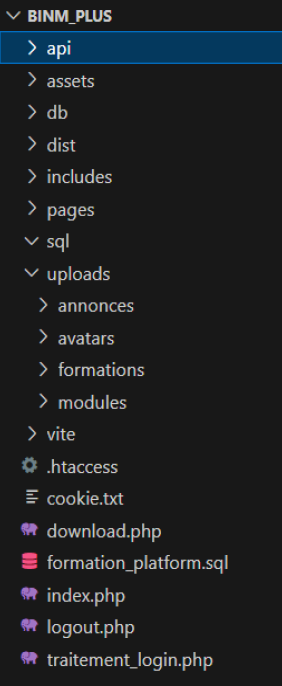 BINM_PLUS
api
assets
db
dist
includes
pages
sql
uploads
annonces
avatars
formations
modules
vite
.htaccess
cookie.txt
download.php
formation_platform.sql
index.php
logout.php
traitement_login.php